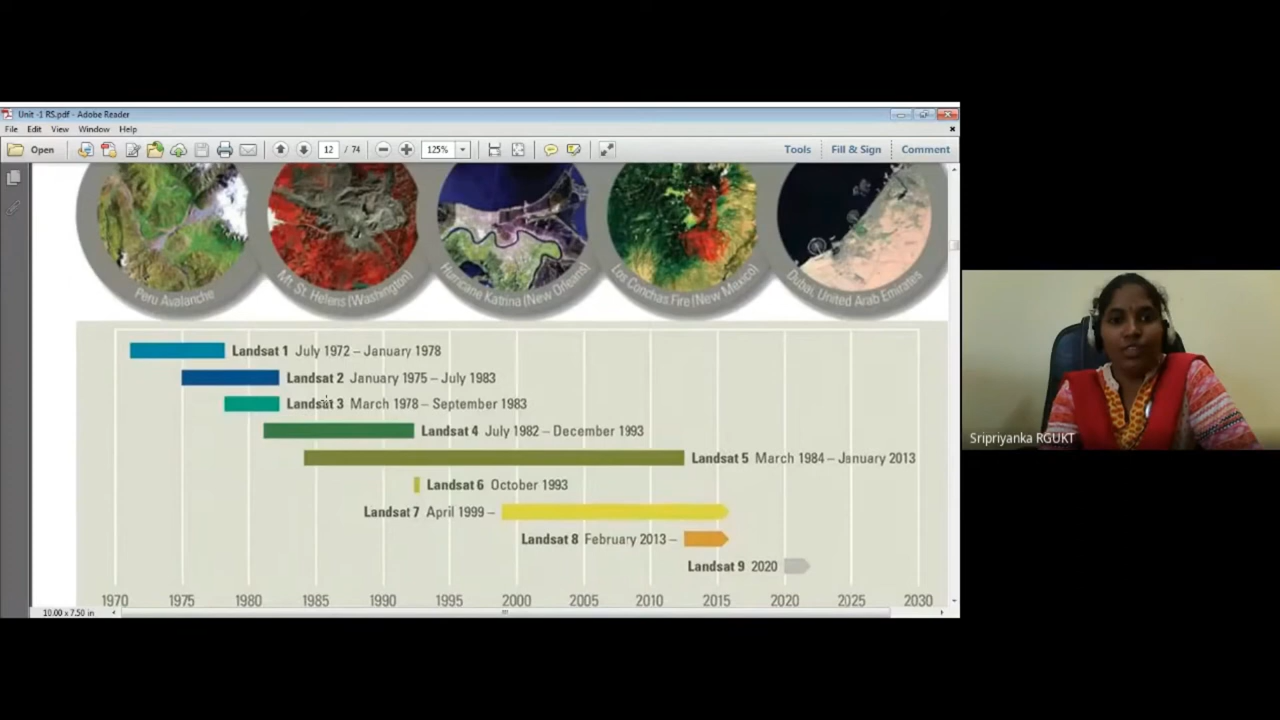 Unit -1 RS.pdf - Adobe Reader
File Edit View Window Help
Open 12 / 74 125% Tools Fill & Sign Comment
Peru Avalanche
Mt. St. Helens (Washington)
Hurricane Katrina (New Orleans)
Los Conchas Fire (New Mexico)
Dubai, United Arab Emirates
Landsat 1 July 1972 – January 1978
Landsat 2 January 1975 – July 1983
Landsat 3 March 1978 – September 1983
Landsat 4 July 1982 – December 1993
Landsat 5 March 1984 – January 2013
Landsat 6 October 1993
Landsat 7 April 1999 –
Landsat 8 February 2013 –
Landsat 9 2020
1970 1975 1980 1985 1990 1995 2000 2005 2010 2015 2020 2025 2030
10.00 x 7.50 in
Sripriyanka RGUKT